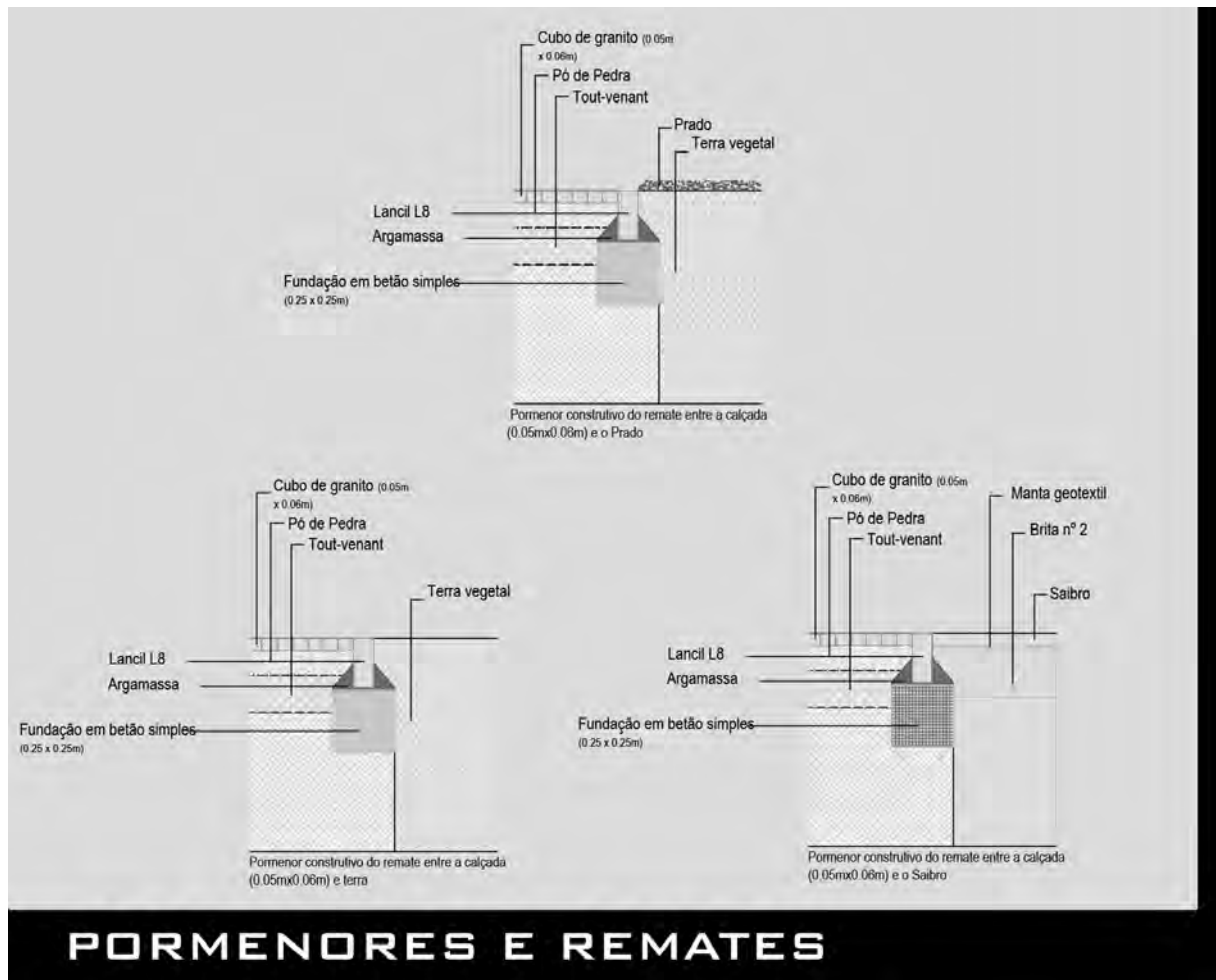 Cubo de granito (0.05m
x 0.06m)
Pó de Pedra
Tout-venant
Prado
Terra vegetal
Lancil L8
Argamassa
Fundação em betão simples
(0.25 x 0.25m)
Pormenor construtivo do remate entre a calçada
(0.05mx0.06m) e o Prado
Cubo de granito (0.05m
x 0.06m)
Pó de Pedra
Tout-venant
Terra vegetal
Lancil L8
Argamassa
Fundação em betão simples
(0.25 x 0.25m)
Pormenor construtivo do remate entre a calçada
(0.05mx0.06m) e terra
Cubo de granito (0.05m
x 0.06m)
Pó de Pedra
Tout-venant
Manta geotextil
Brita nº 2
Saibro
Lancil L8
Argamassa
Fundação em betão simples
(0.25 x 0.25m)
Pormenor construtivo do remate entre a calçada
(0.05mx0.06m) e o Saibro
PORMENORES E REMATES